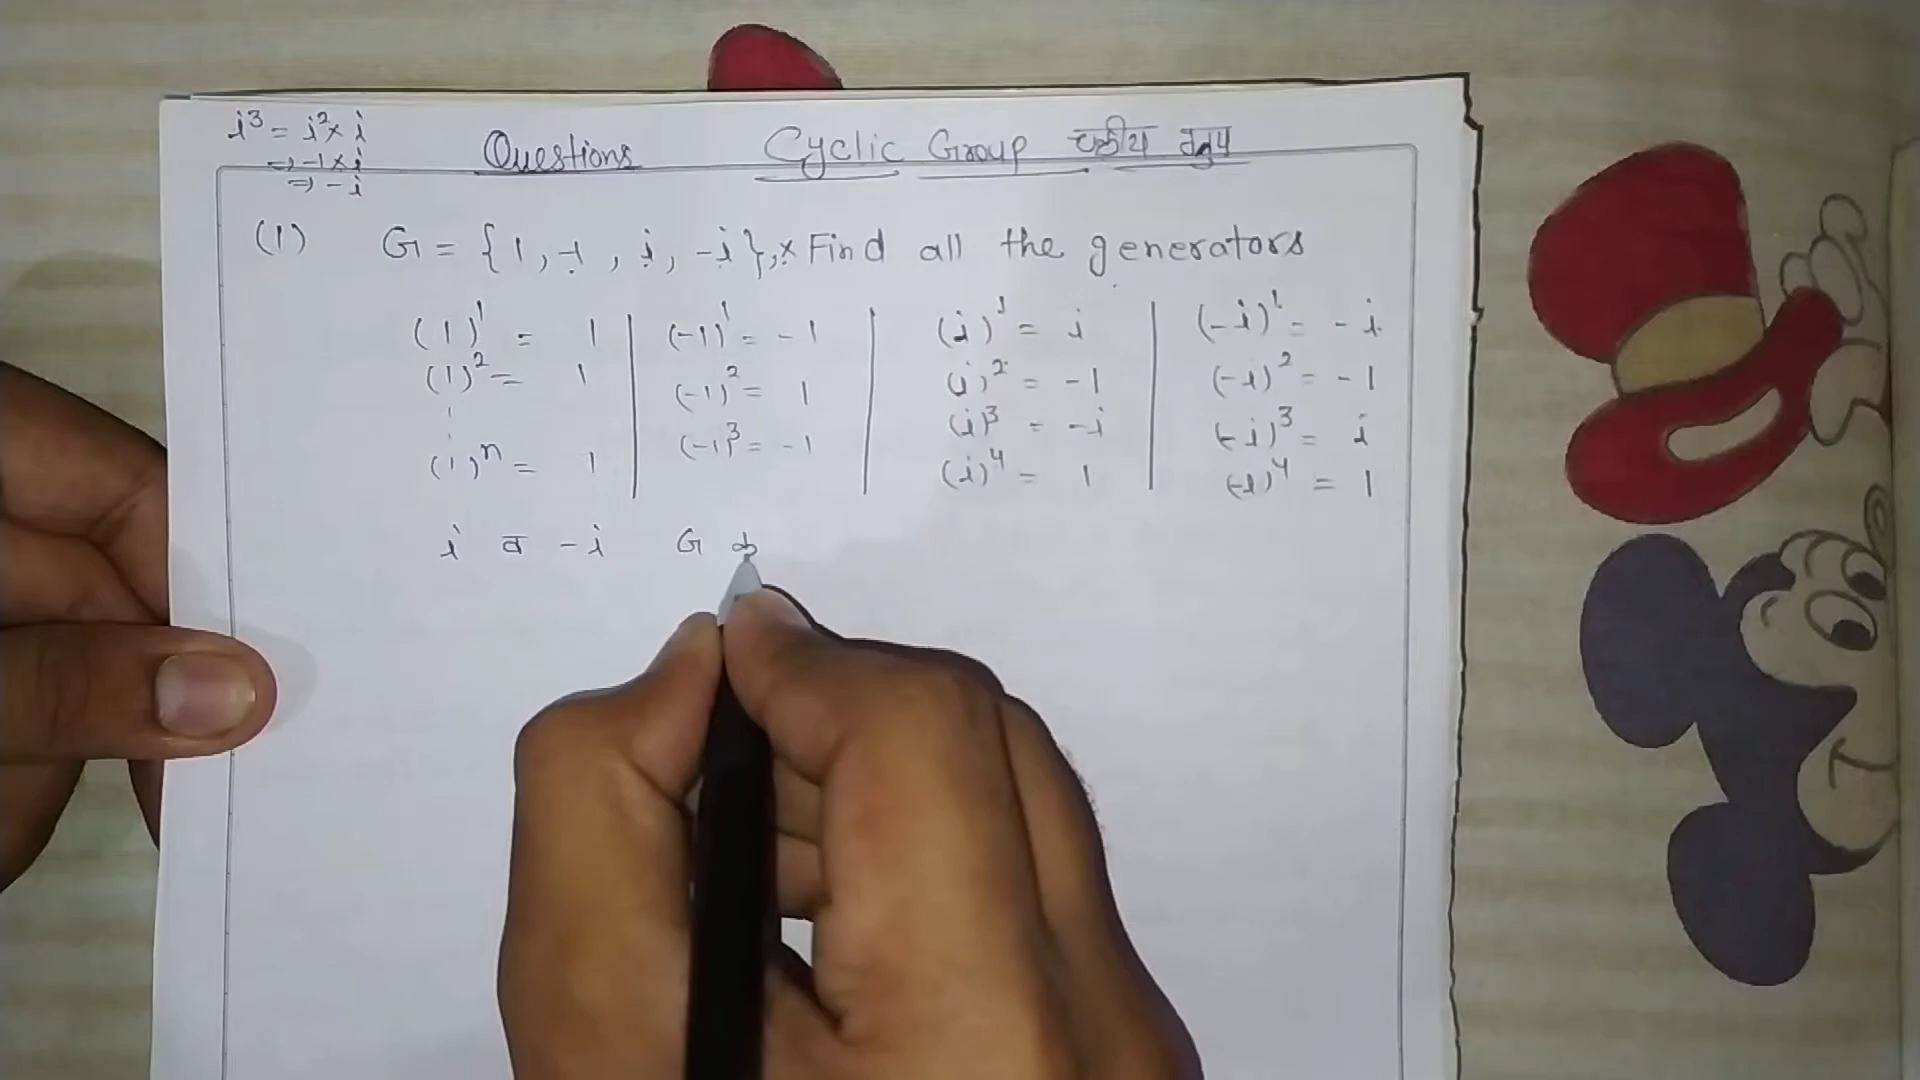 i³ = i² × i
⇒ -1 × i
⇒ -i
Questions Cyclic Group चक्रीय समूह
(1) G = {1, -1, i, -i}, × Find all the generators
(1)¹ = 1
(1)² = 1
(1)ⁿ = 1
(-1)¹ = -1
(-1)² = 1
(-1)³ = -1
(i)¹ = i
(i)² = -1
(i)³ = -i
(i)⁴ = 1
(-i)¹ = -i
(-i)² = -1
(-i)³ = i
(-i)⁴ = 1
i व -i G के